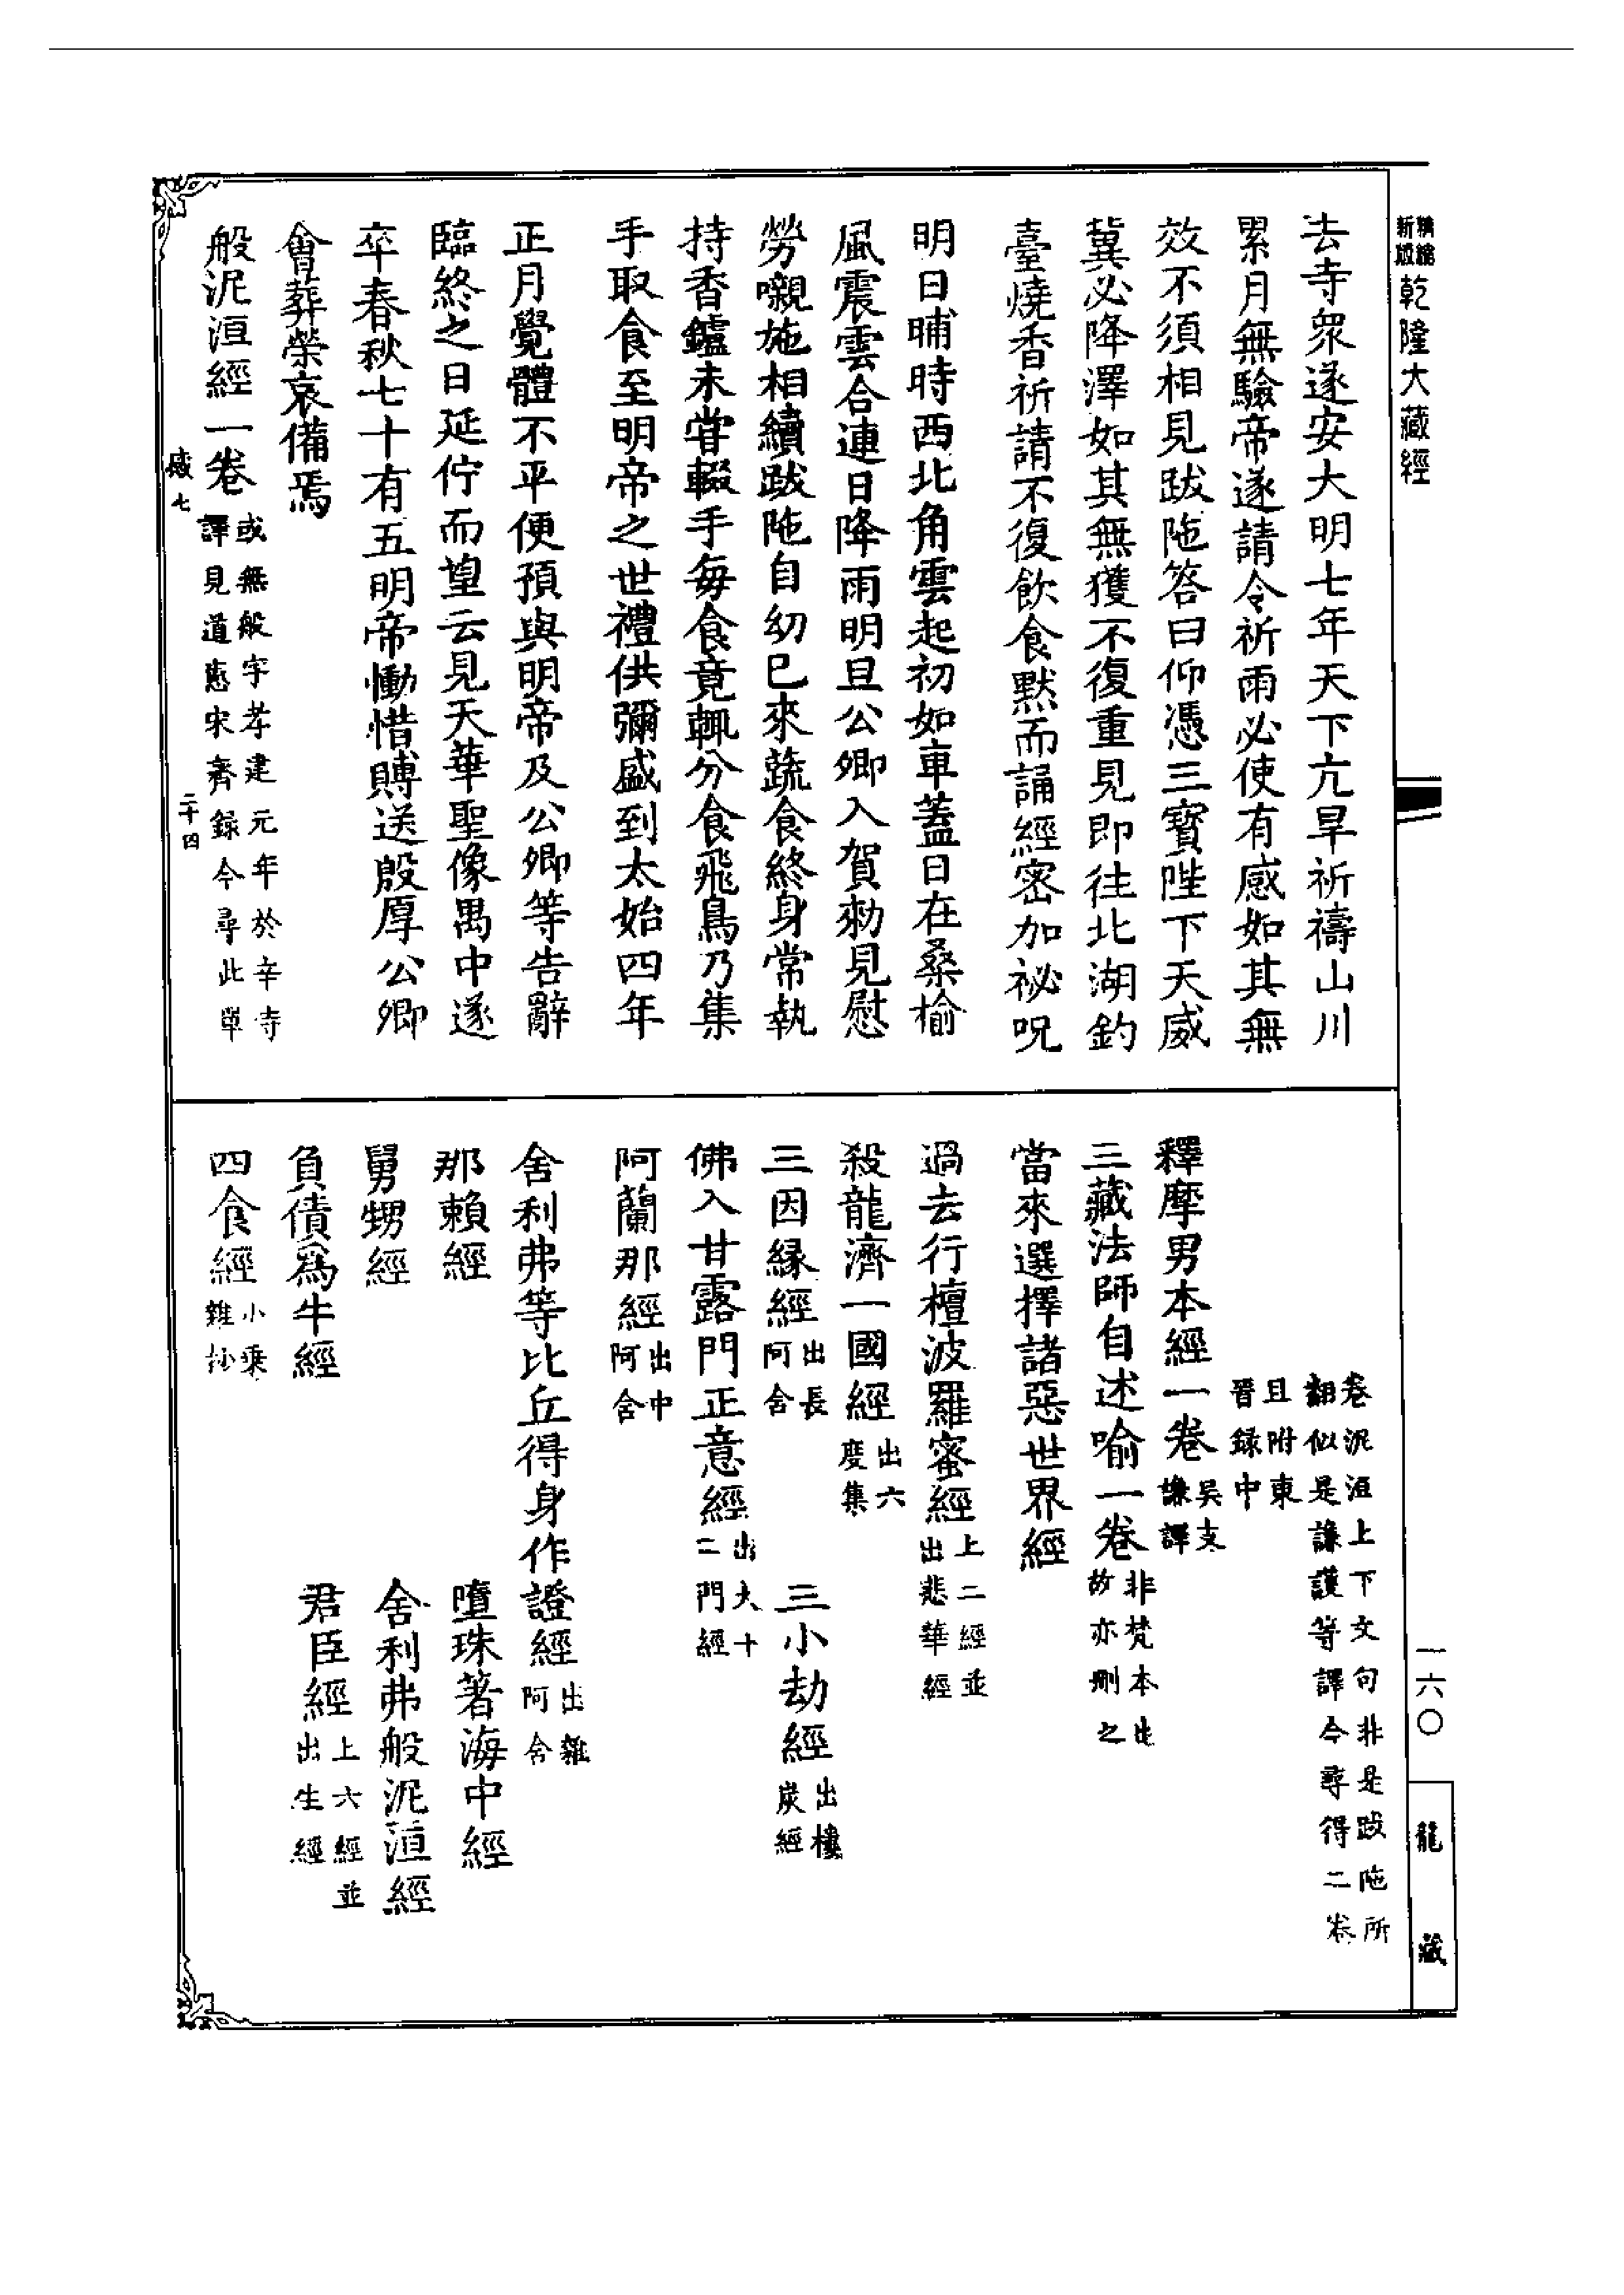 精縮新版乾隆大藏經
去寺衆遂安大明七年天下亢旱祈禱山川
累月無驗帝遂請令祈雨必使有感如其無
效不須相見跋陁答曰仰憑三寶陛下天威
冀必降澤如其無獲不復重見即往北湖釣
臺燒香祈請不復飲食默而誦經密加祕呪
明日晡時西北角雲起初如車蓋日在桑榆
風震雲合連日降雨明旦公卿入賀勑見慰
勞嚫施相續跋陁自幼巳來蔬食終身常執
持香鑪未甞輟手每食竟輒分食飛鳥乃集
手取食至明帝之世禮供彌盛到太始四年
正月覺體不平便預與明帝及公卿等告辭
臨終之日延佇而望云見天華聖像禺中遂
卒春秋七十有五明帝慟惜賻送殷厚公卿
會葬榮哀備焉
般泥洹經一卷
或無般字孝建元年於辛寺
譯見道慧宋齊録今尋此單
二十四
卷泥洹上下文句非是跋陁所
翻似是謙護等譯今尋得二卷
且附東
晉録中
釋摩男本經一卷
吳支
謙譯
三藏法師自述喻一卷
非梵本出
故亦刪之
當來選擇諸惡世界經
過去行檀波羅蜜經
上二經並
出悲華經
殺龍濟一國經
出六
度集
三因緣經
出長
阿含
三小劫經
出樓
炭經
佛入甘露門正意經
出大十
二門經
阿蘭那經
出中
阿含
舍利弗等比丘得身作證經
出雜
阿含
那賴經
墮珠著海中經
舅甥經
舍利弗般泥洹經
負債爲牛經
君臣經
上六經並
出生經
四食經
小乘
雜抄
一六〇
龍藏